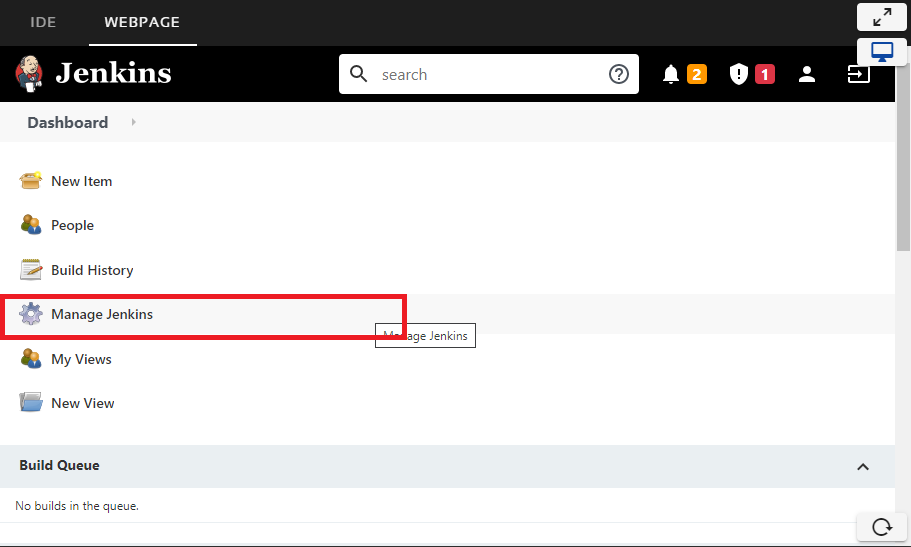 IDE WEBPAGE
Jenkins search 2 1
Dashboard
New Item
People
Build History
Manage Jenkins
Manage Jenkins
My Views
New View
Build Queue
No builds in the queue.